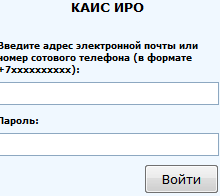 КАИС ИРО
Введите адрес электронной почты или
номер сотового телефона (в формате
+7xxxxxxxxxx):
Пароль:
Войти